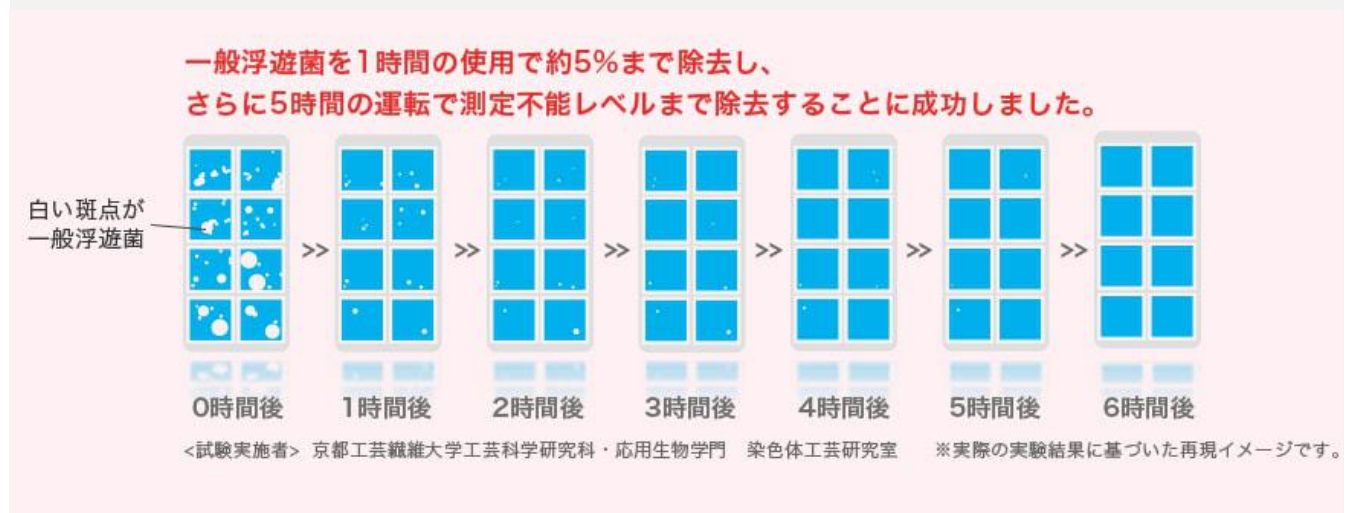 一般浮遊菌を1時間の使用で約5%まで除去し、
さらに5時間の運転で測定不能レベルまで除去することに成功しました。
白い斑点が
一般浮遊菌
>> >> >> >> >> >>
0時間後 1時間後 2時間後 3時間後 4時間後 5時間後 6時間後
<試験実施者> 京都工芸繊維大学工芸科学研究科・応用生物学門 染色体工芸研究室 ※実際の実験結果に基づいた再現イメージです。